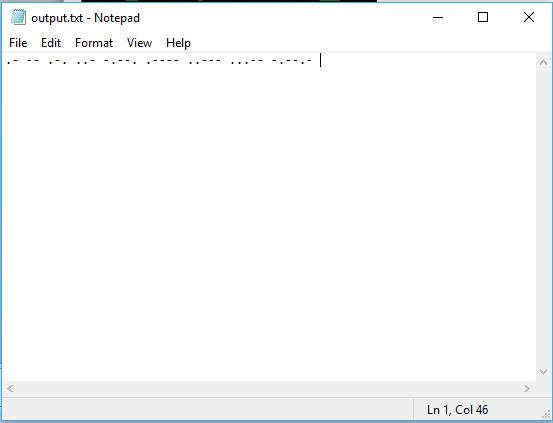 output.txt - Notepad
File Edit Format View Help
.- -- .-. ..- -.--. .---- ..--- ...-- -.--.-
Ln 1, Col 46